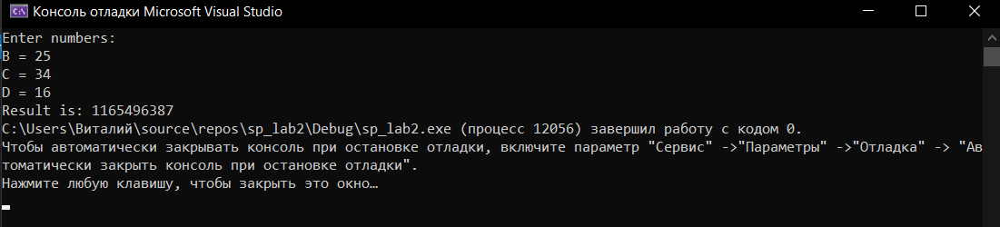 C:\ Консоль отладки Microsoft Visual Studio
Enter numbers:
B = 25
C = 34
D = 16
Result is: 1165496387
C:\Users\Виталий\source\repos\sp_lab2\Debug\sp_lab2.exe (процесс 12056) завершил работу с кодом 0.
Чтобы автоматически закрывать консоль при остановке отладки, включите параметр "Сервис" ->"Параметры" ->"Отладка" -> "Ав
томатически закрыть консоль при остановке отладки".
Нажмите любую клавишу, чтобы закрыть это окно…